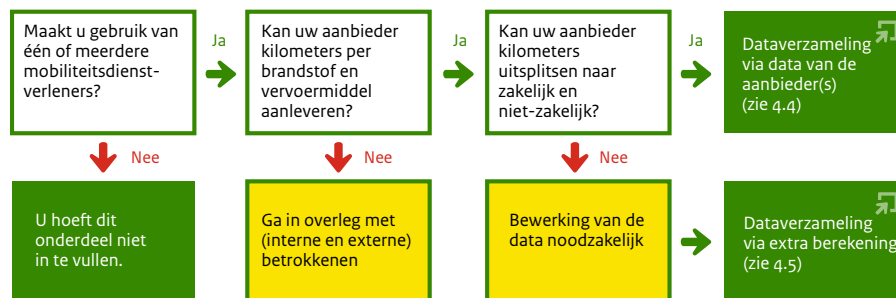 Maakt u gebruik van
één of meerdere
mobiliteitsdienst-
verleners?
Ja
Kan uw aanbieder
kilometers per
brandstof en
vervoermiddel
aanleveren?
Ja
Kan uw aanbieder
kilometers
uitsplitsen naar
zakelijk en
niet-zakelijk?
Ja
Dataverzameling
via data van de
aanbieder(s)
(zie 4.4)
Nee
Nee
Nee
U hoeft dit
onderdeel niet
in te vullen.
Ga in overleg met
(interne en externe)
betrokkenen
Bewerking van de
data noodzakelijk
Dataverzameling
via extra berekening
(zie 4.5)